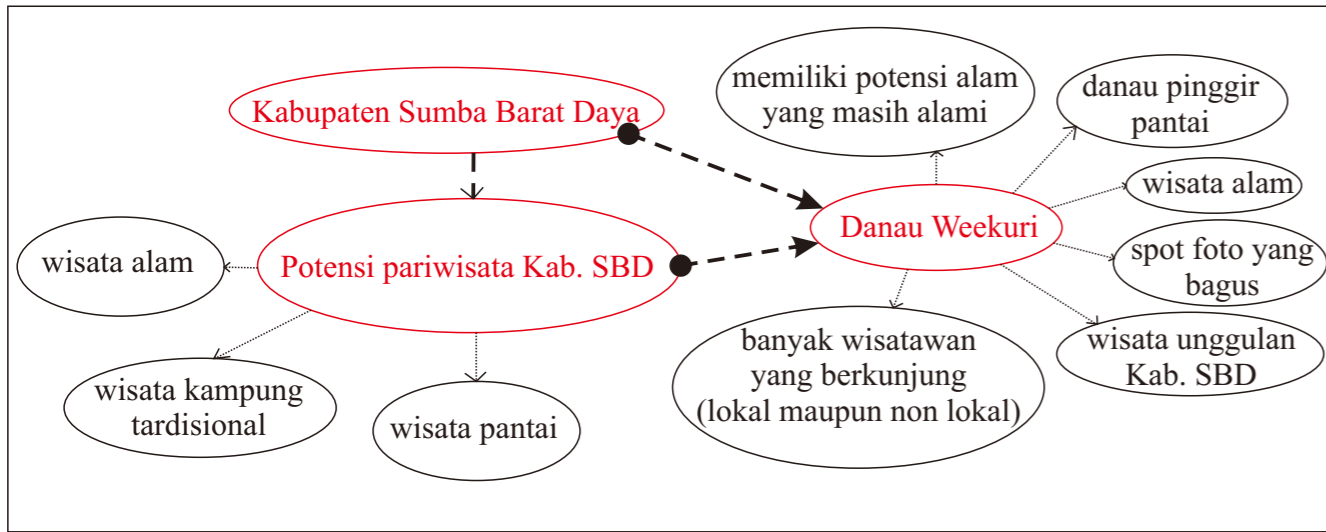 Kabupaten Sumba Barat Daya
Potensi pariwisata Kab. SBD
wisata alam
wisata kampung
tardisional
wisata pantai
Danau Weekuri
memiliki potensi alam
yang masih alami
danau pinggir
pantai
wisata alam
spot foto yang
bagus
wisata unggulan
Kab. SBD
banyak wisatawan
yang berkunjung
(lokal maupun non lokal)